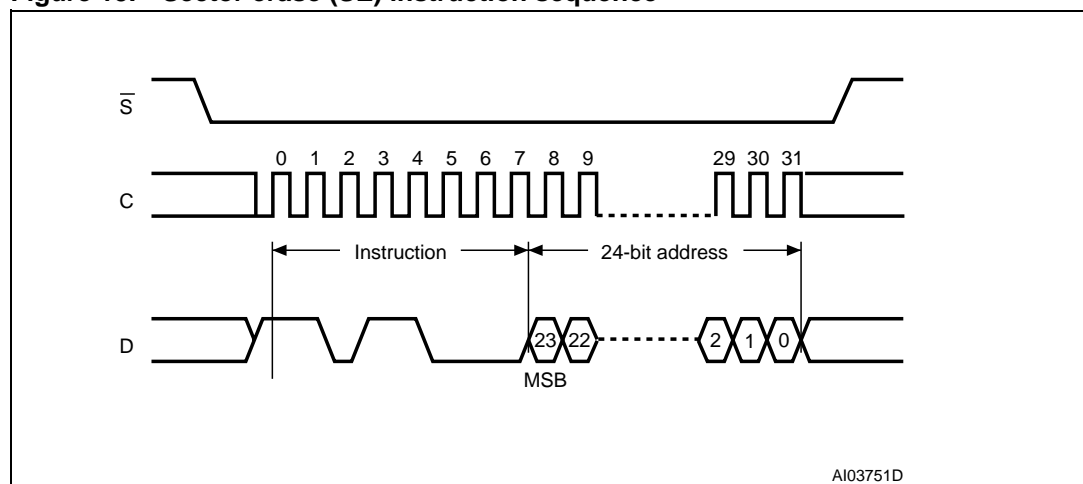 Figure 16. Sector erase (SE) instruction sequence
S
0 1 2 3 4 5 6 7 8 9 29 30 31
C
Instruction 24-bit address
D
23 22 2 1 0
MSB
AI03751D